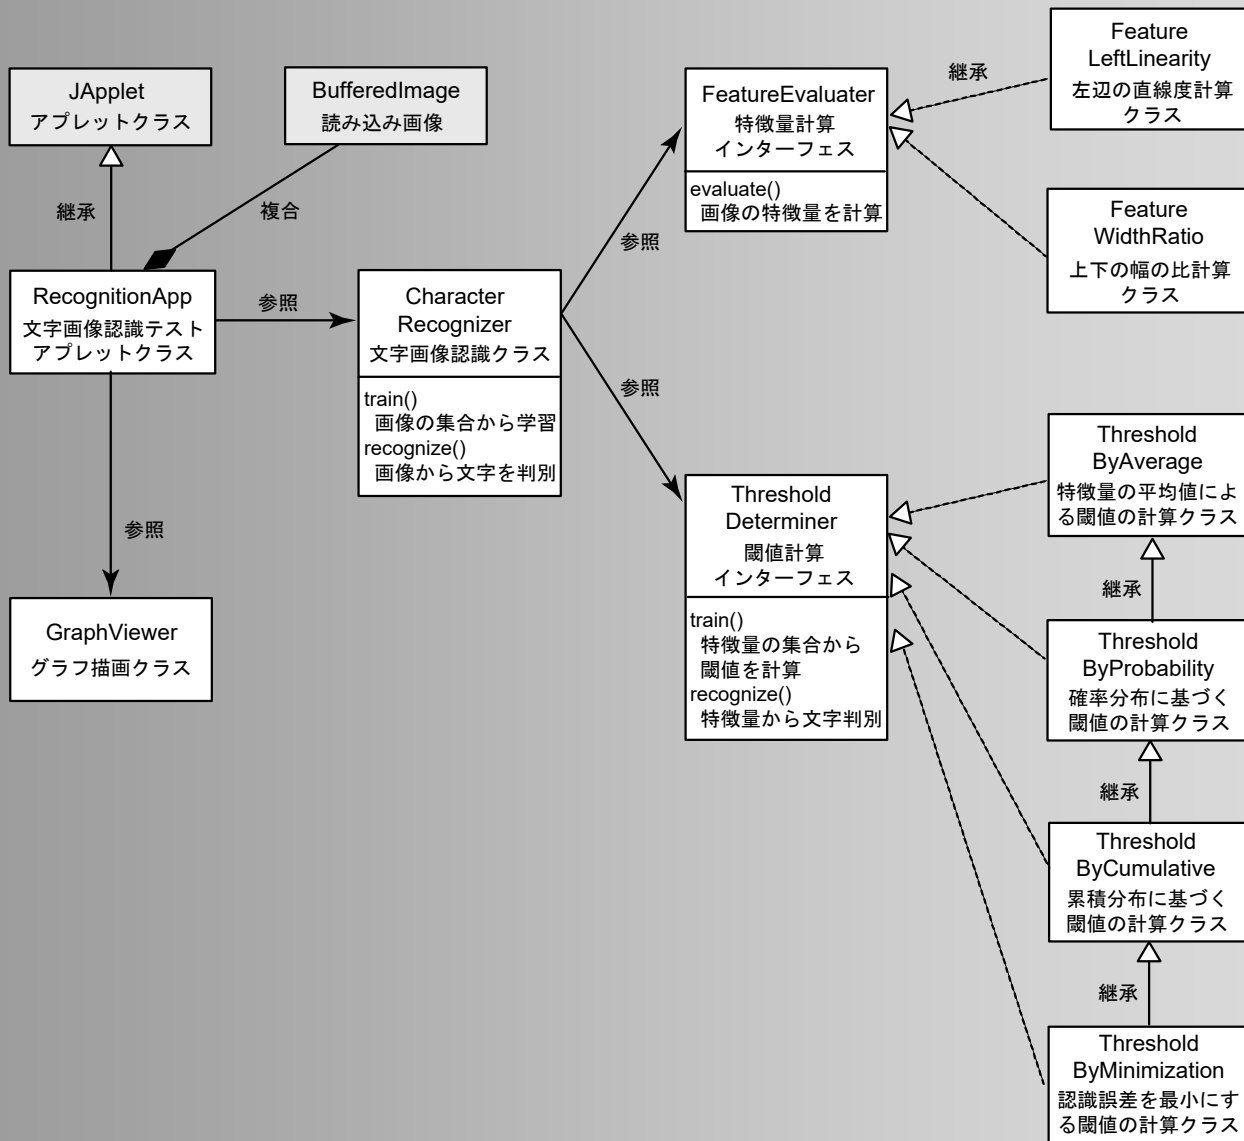 JApplet
アプレットクラス
BufferedImage
読み込み画像
継承
複合
RecognitionApp
文字画像認識テスト
アプレットクラス
参照
参照
GraphViewer
グラフ描画クラス
Character
Recognizer
文字画像認識クラス
train()
画像の集合から学習
recognize()
画像から文字を判別
参照
参照
FeatureEvaluater
特徴量計算
インターフェス
evaluate()
画像の特徴量を計算
継承
Feature
LeftLinearity
左辺の直線度計算
クラス
Feature
WidthRatio
上下の幅の比計算
クラス
Threshold
Determiner
閾値計算
インターフェス
train()
特徴量の集合から
閾値を計算
recognize()
特徴量から文字判別
Threshold
ByAverage
特徴量の平均値によ
る閾値の計算クラス
継承
Threshold
ByProbability
確率分布に基づく
閾値の計算クラス
継承
Threshold
ByCumulative
累積分布に基づく
閾値の計算クラス
継承
Threshold
ByMinimization
認識誤差を最小にす
る閾値の計算クラス